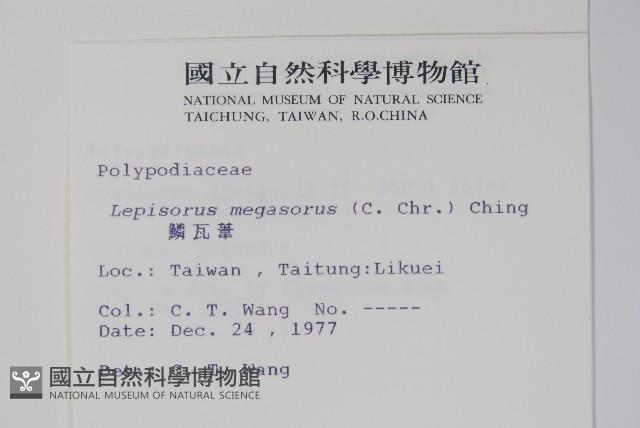 國立自然科學博物館
NATIONAL MUSEUM OF NATURAL SCIENCE
TAICHUNG, TAIWAN, R.O.CHINA
Polypodiaceae
Lepisorus megasorus (C. Chr.) Ching
鱗瓦葦
Loc.: Taiwan , Taitung:Likuei
Col.: C. T. Wang No. -----
Date: Dec. 24 , 1977
Det.: C. T. Wang
國立自然科學博物館
NATIONAL MUSEUM OF NATURAL SCIENCE